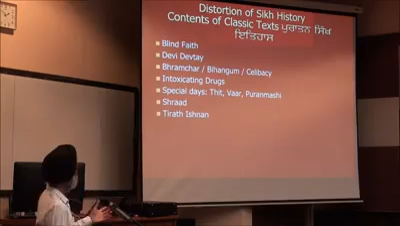 Distortion of Sikh History
Contents of Classic Texts ਪੁਰਾਤਨ ਸਿੱਖ
ਇਤਿਹਾਸ
Blind Faith
Devi Devtay
Bhramchar / Bihangum / Celibacy
Intoxicating Drugs
Special days: Thit, Vaar, Puranmashi
Shraad
Tirath Ishnan